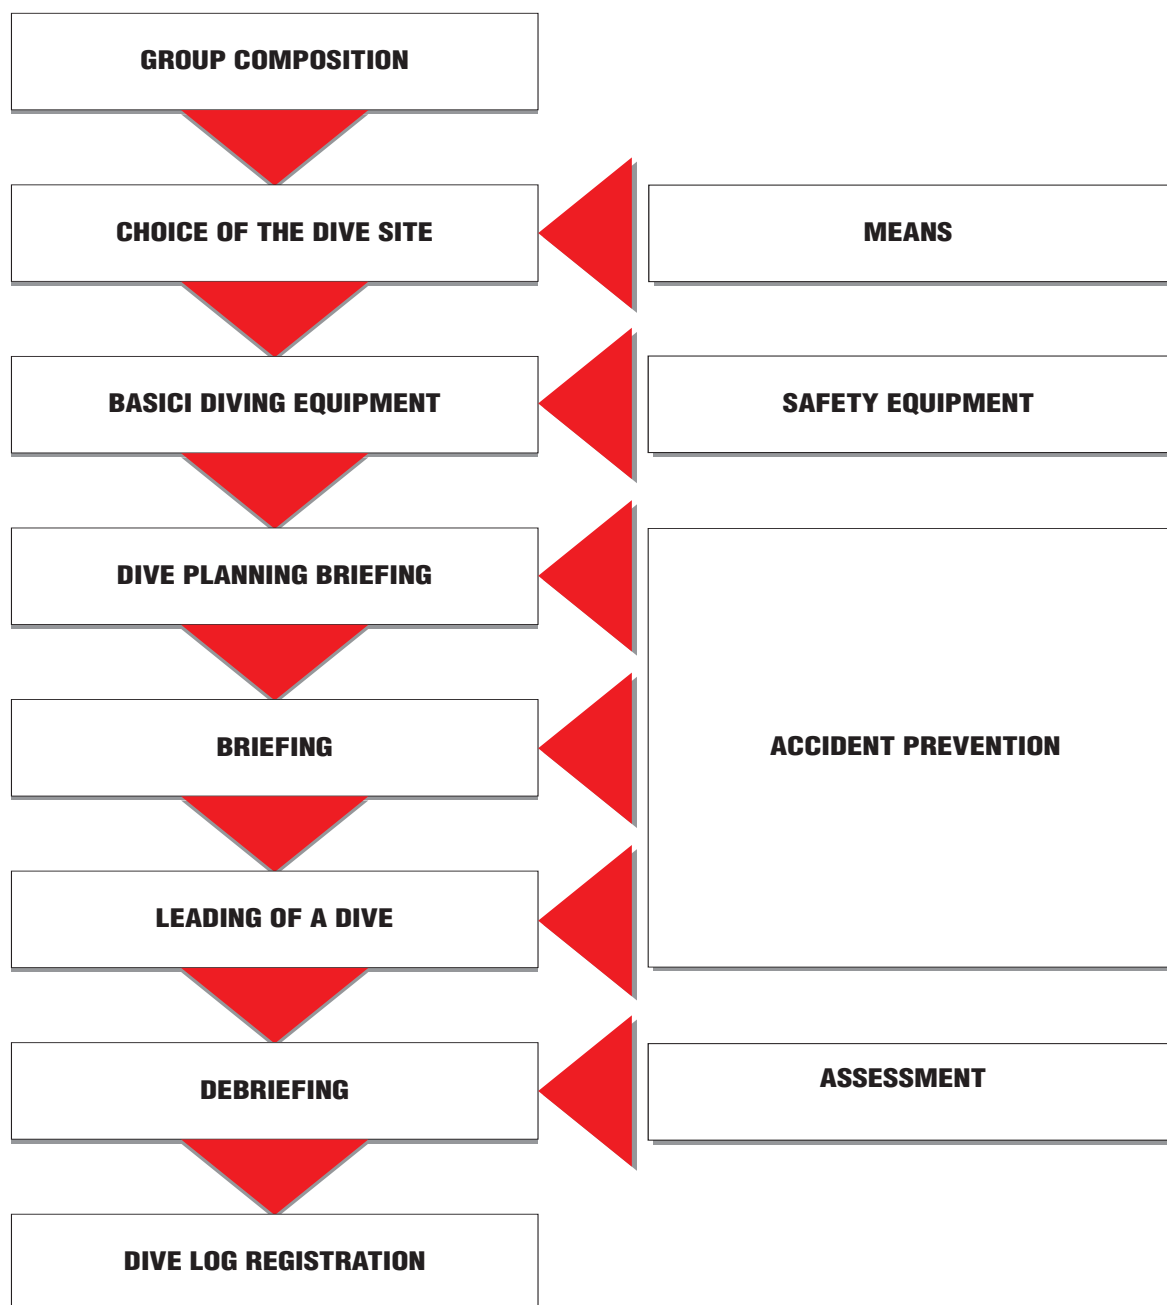 GROUP COMPOSITION
CHOICE OF THE DIVE SITE
MEANS
BASICI DIVING EQUIPMENT
SAFETY EQUIPMENT
DIVE PLANNING BRIEFING
BRIEFING
ACCIDENT PREVENTION
LEADING OF A DIVE
DEBRIEFING
ASSESSMENT
DIVE LOG REGISTRATION